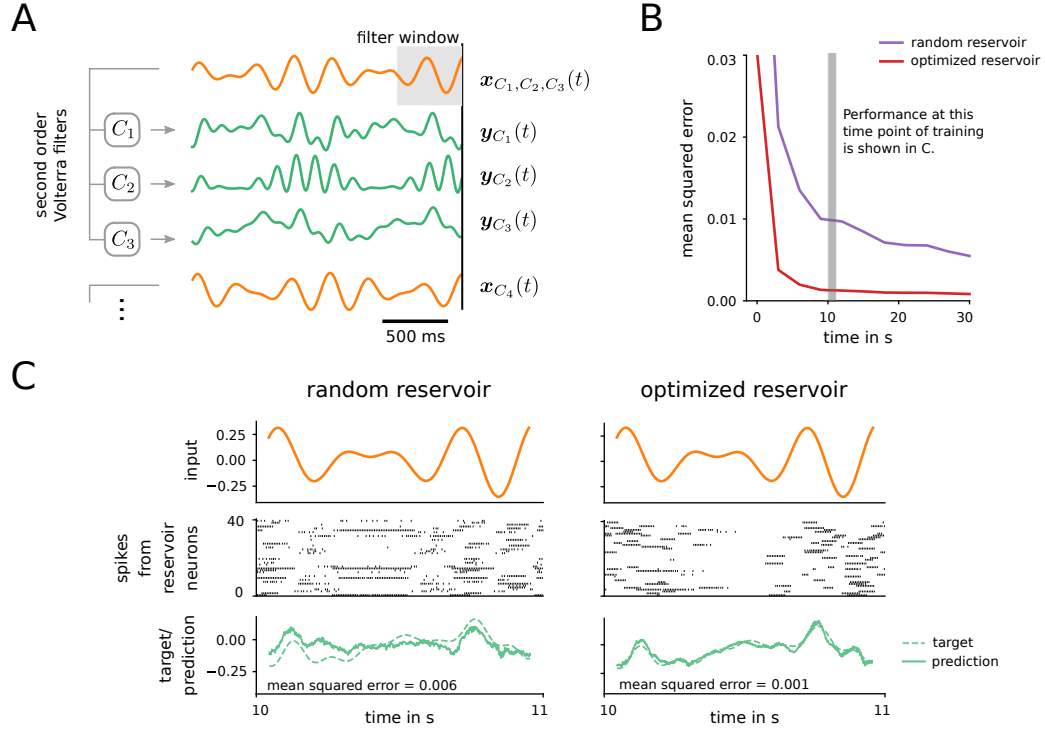 A
filter window
second order
Volterra filters
C₁
C₂
C₃
...
𝒙_{C₁,C₂,C₃}(t)
𝒚_{C₁}(t)
𝒚_{C₂}(t)
𝒚_{C₃}(t)
𝒙_{C₄}(t)
500 ms
B
random reservoir
optimized reservoir
mean squared error
0.03
0.02
0.01
0.00
Performance at this
time point of training
is shown in C.
0
10
20
30
time in s
C
random reservoir
optimized reservoir
input
0.25
0.00
−0.25
spikes
from
reservoir
neurons
40
0
target/
prediction
0.00
−0.25
mean squared error = 0.006
mean squared error = 0.001
target
prediction
10
11
time in s
10
11
time in s